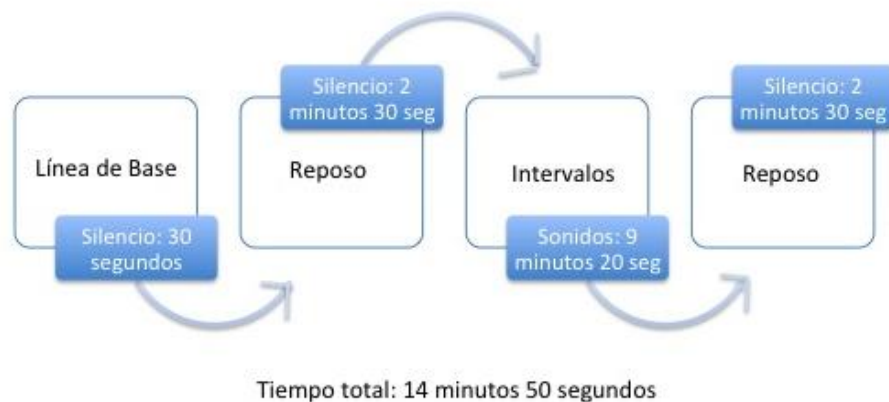 Línea de Base
Silencio: 30
segundos
Silencio: 2
minutos 30 seg
Reposo
Intervalos
Sonidos: 9
minutos 20 seg
Silencio: 2
minutos 30 seg
Reposo
Tiempo total: 14 minutos 50 segundos